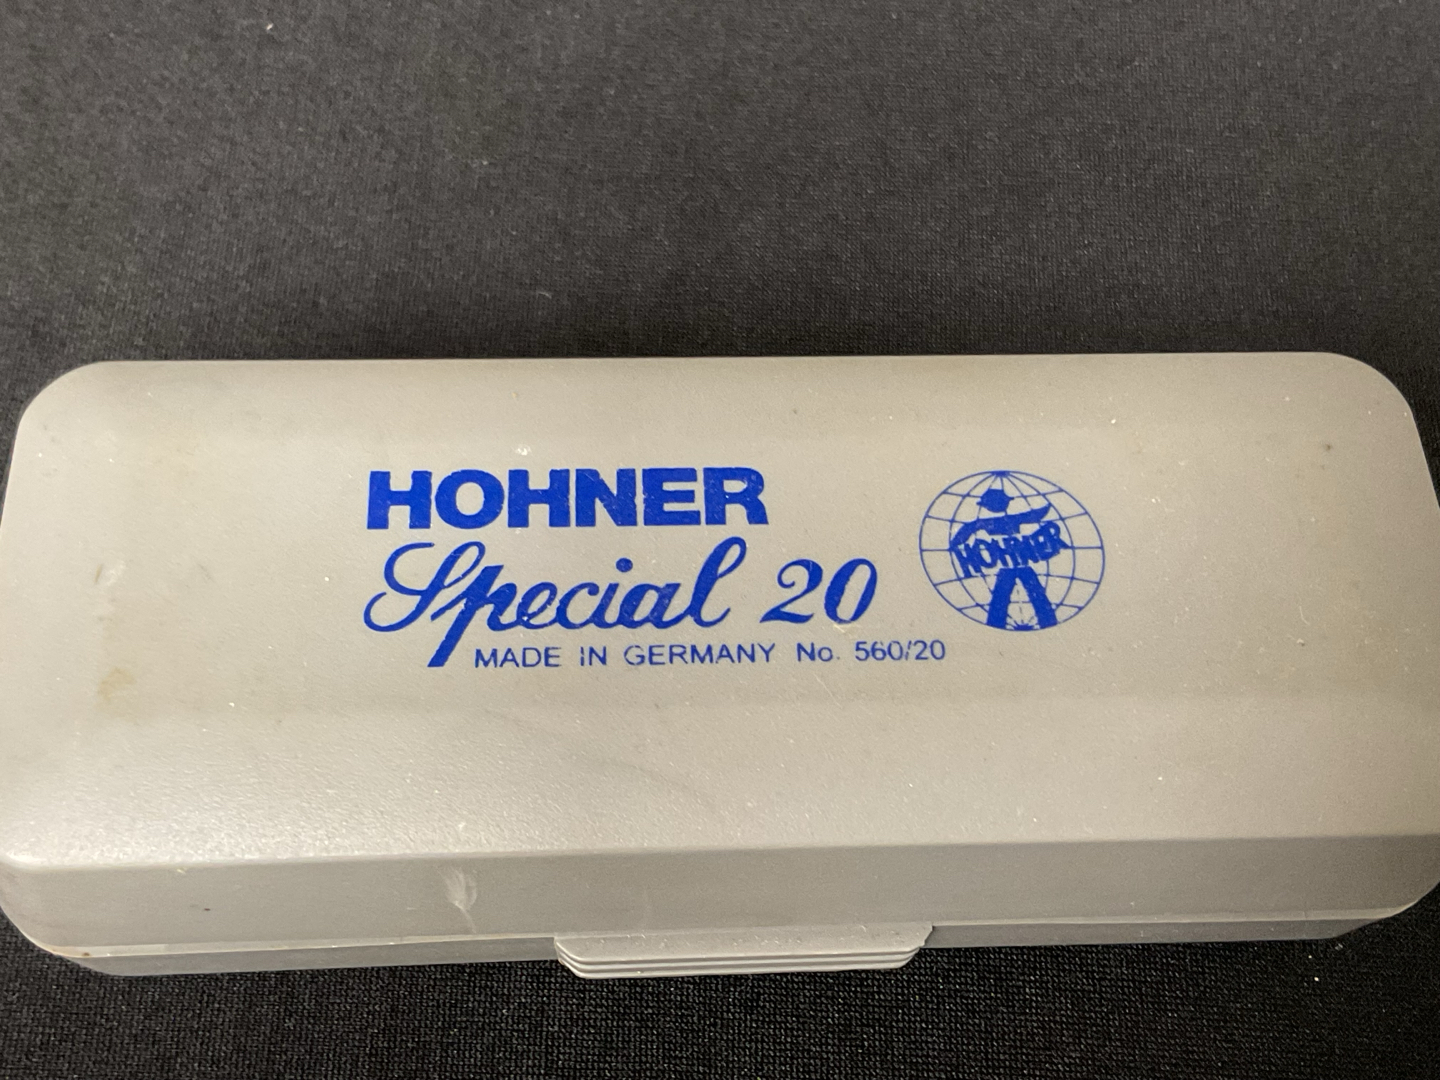 HOHNER
Special 20
MADE IN GERMANY No. 560/20
HOHNER